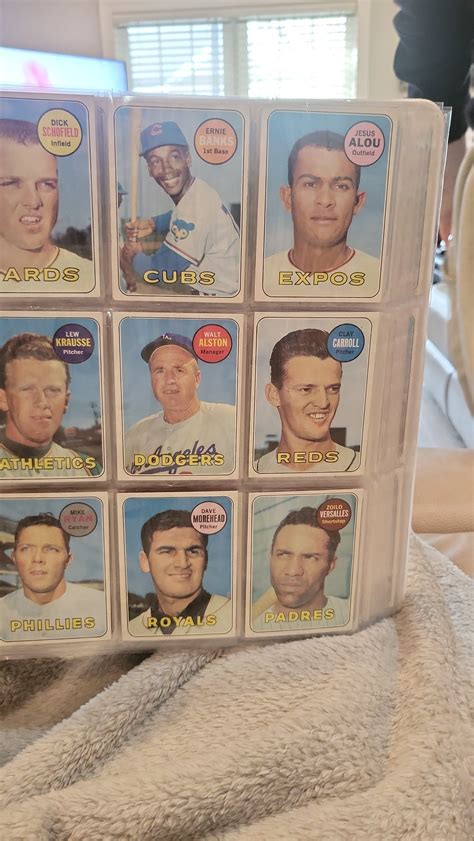 DICK
SCHOFIELD
Infield
ARDS
ERNIE
BANKS
1st Base
CUBS
JESUS
ALOU
Outfield
EXPOS
LEW
KRAUSSE
Pitcher
ATHLETICS
WALT
ALSTON
Manager
Angeles
DODGERS
CLAY
CARROLL
Pitcher
REDS
MIKE
RYAN
Catcher
PHILLIES
DAVE
MOREHEAD
Pitcher
ROYALS
ZOILO
VERSALLES
Shortstop
PADRES